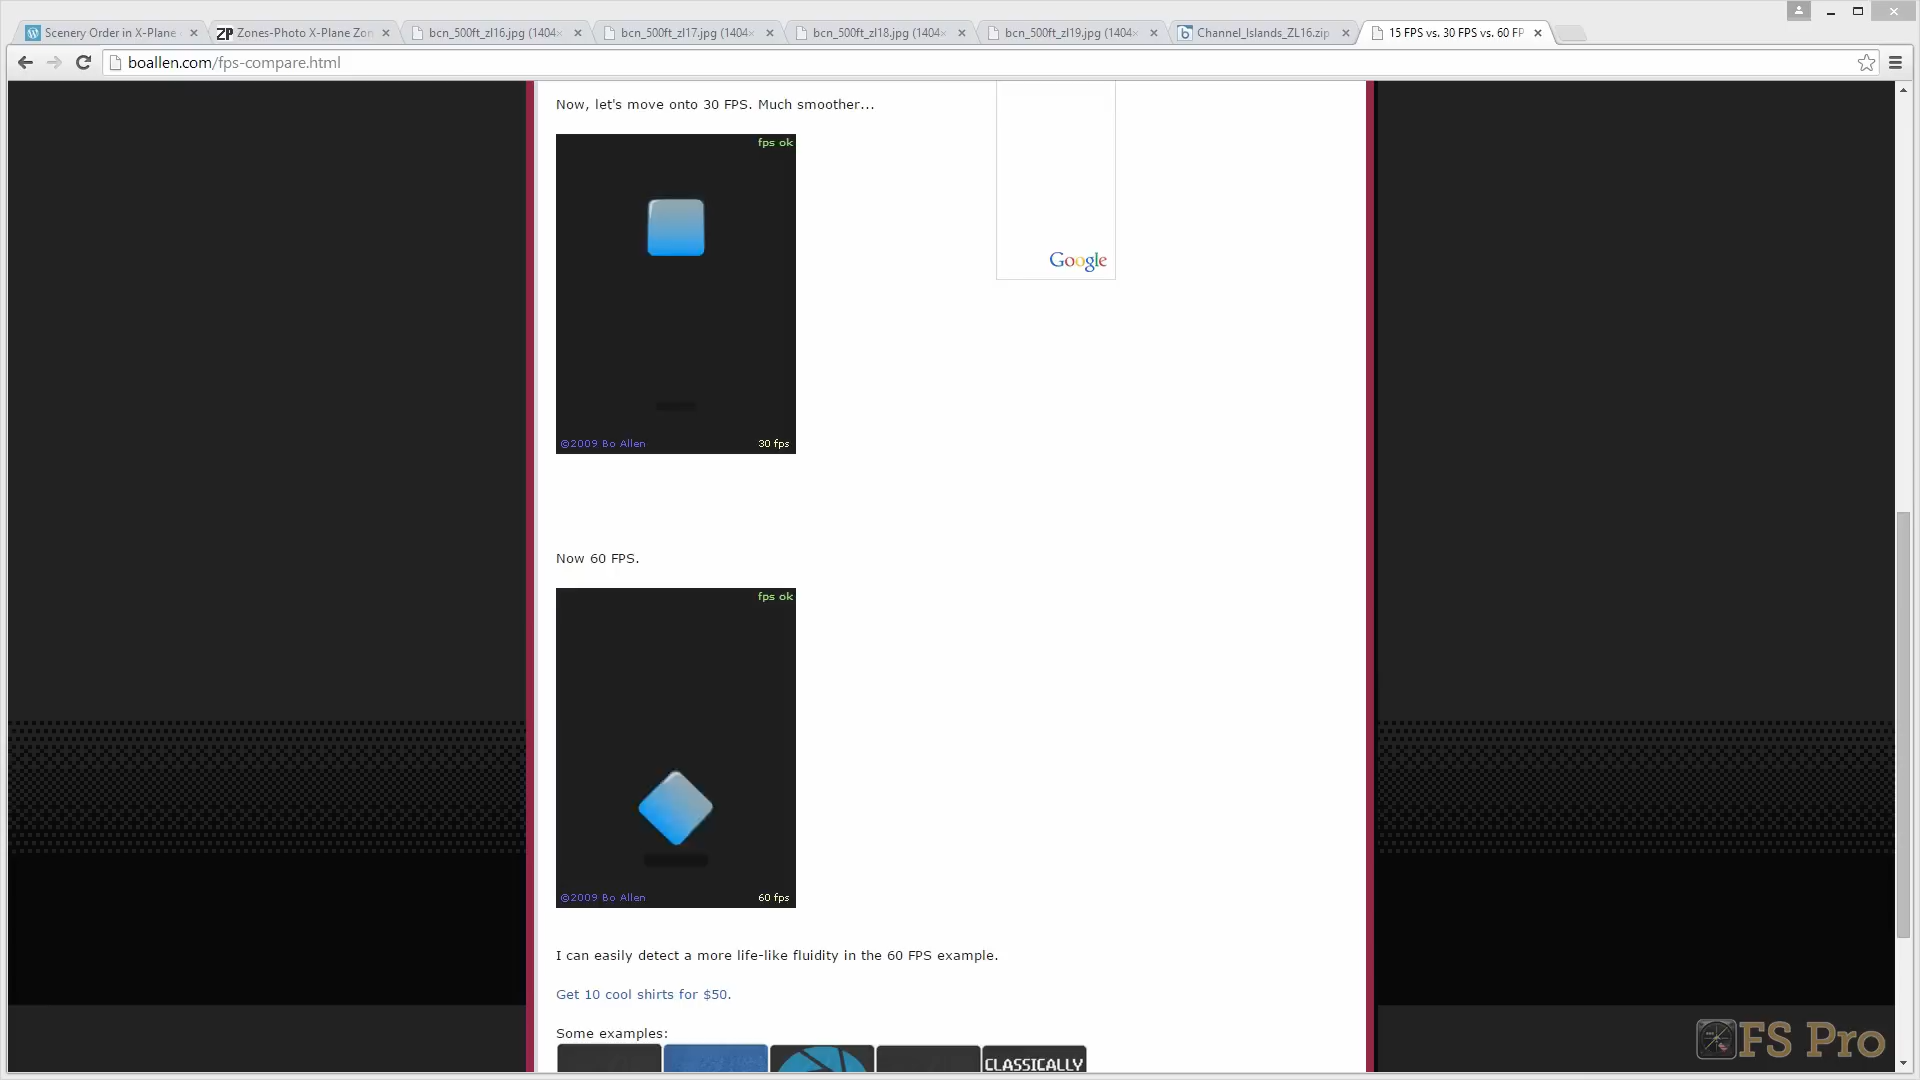 Scenery Order in X-Plane
ZP Zones-Photo X-Plane Zon
bcn_500ft_zl16.jpg (1404×
bcn_500ft_zl17.jpg (1404×
bcn_500ft_zl18.jpg (1404×
bcn_500ft_zl19.jpg (1404×
Channel_Islands_ZL16.zip
15 FPS vs. 30 FPS vs. 60 FP
boallen.com/fps-compare.html
Now, let's move onto 30 FPS. Much smoother...
fps ok
Google
©2009 Bo Allen
30 fps
Now 60 FPS.
fps ok
©2009 Bo Allen
60 fps
I can easily detect a more life-like fluidity in the 60 FPS example.
Get 10 cool shirts for $50.
Some examples:
CLASSICALLY
FS Pro